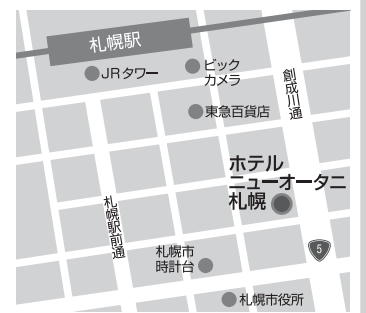 札幌駅
JRタワー
ビック
カメラ
創成川通
東急百貨店
ホテル
ニューオータニ
札幌
札幌駅前通
札幌市
時計台
5
札幌市役所